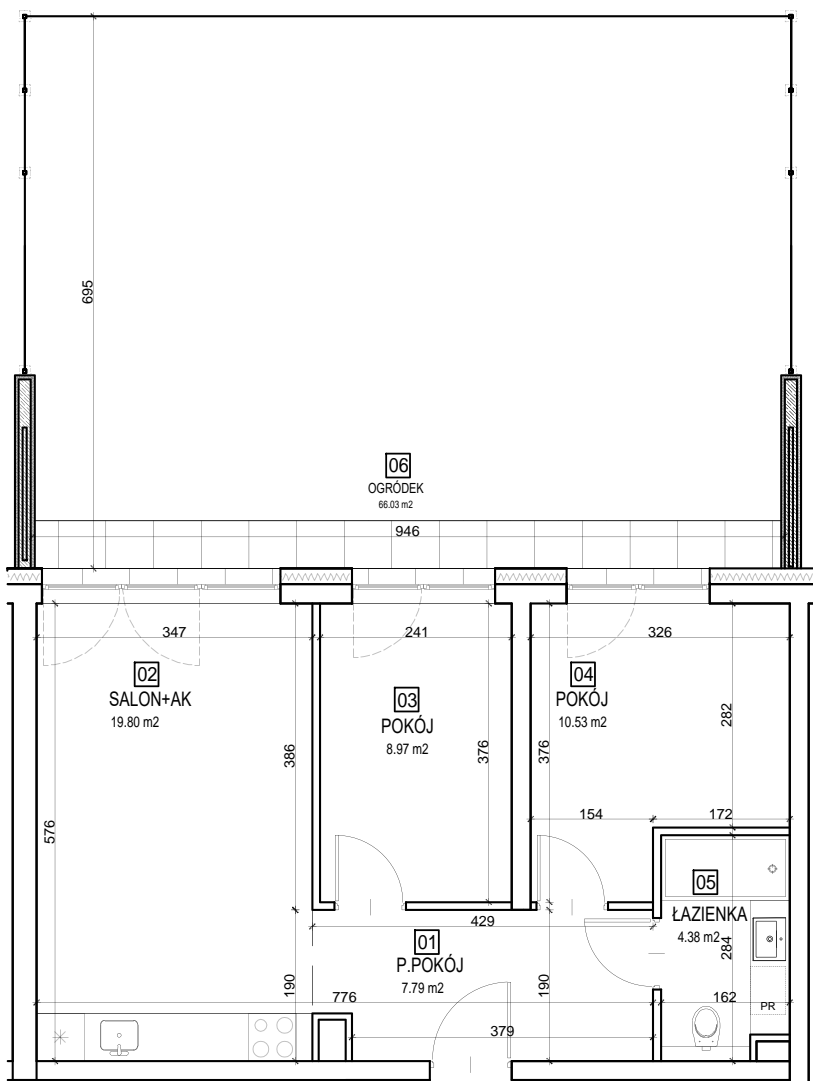 695
06
OGRÓDEK
66.03 m2
946
347
241
326
02
SALON+AK
19.80 m2
03
POKÓJ
8.97 m2
04
POKÓJ
10.53 m2
386
376
376
282
576
154
172
05
ŁAZIENKA
4.38 m2
284
429
01
P.POKÓJ
7.79 m2
190
190
776
162
PR
379